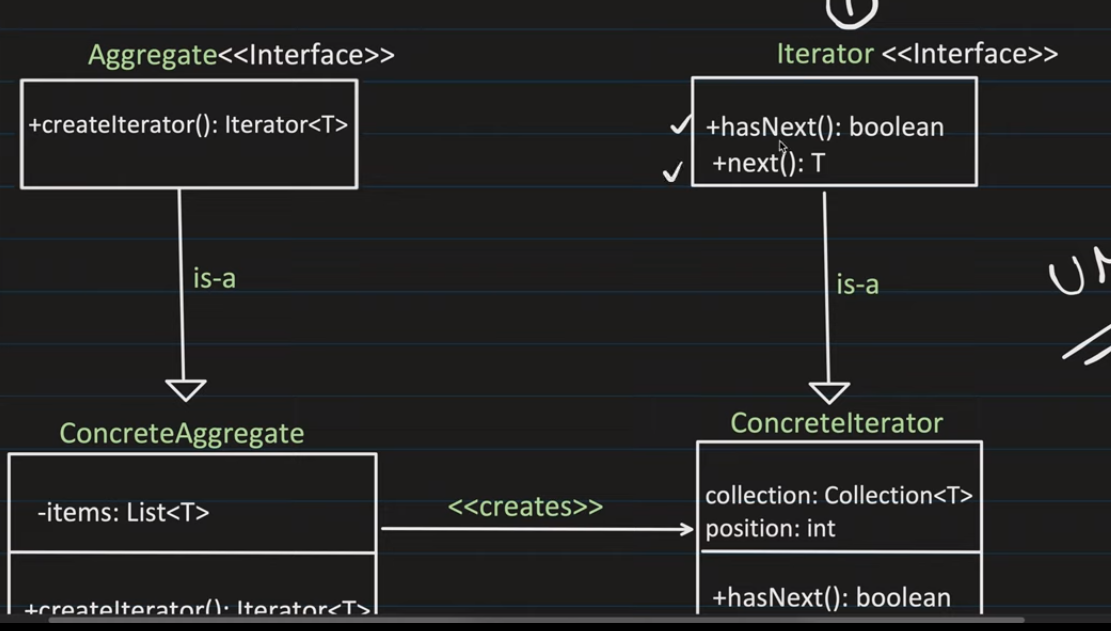 Aggregate<<Interface>>
+createIterator(): Iterator<T>
is-a
Iterator <<Interface>>
+hasNext(): boolean
+next(): T
is-a
ConcreteAggregate
-items: List<T>
+createIterator(): Iterator<T>
<<creates>>
ConcreteIterator
collection: Collection<T>
position: int
+hasNext(): boolean